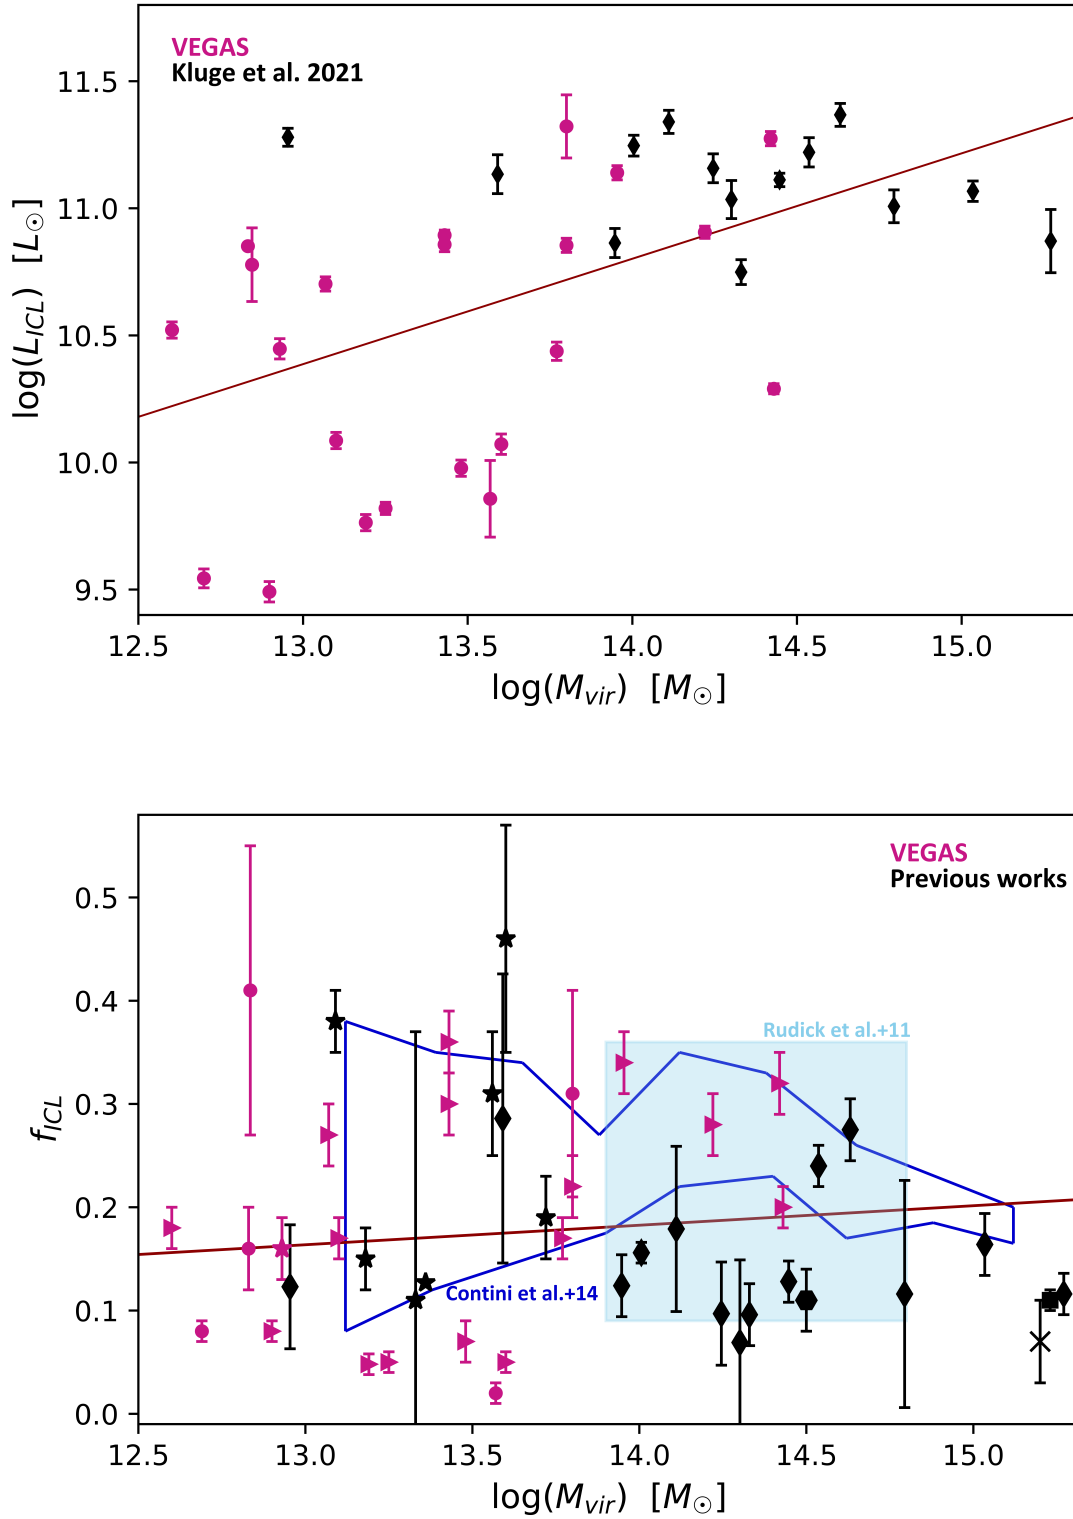 VEGAS
Kluge et al. 2021
11.5
11.0
10.5
10.0
9.5
log(L_ICL) [L☉]
12.5 13.0 13.5 14.0 14.5 15.0
log(M_vir) [M☉]
VEGAS
Previous works
Rudick et al.+11
Contini et al.+14
0.5
0.4
0.3
0.2
0.1
0.0
f_ICL
12.5 13.0 13.5 14.0 14.5 15.0
log(M_vir) [M☉]